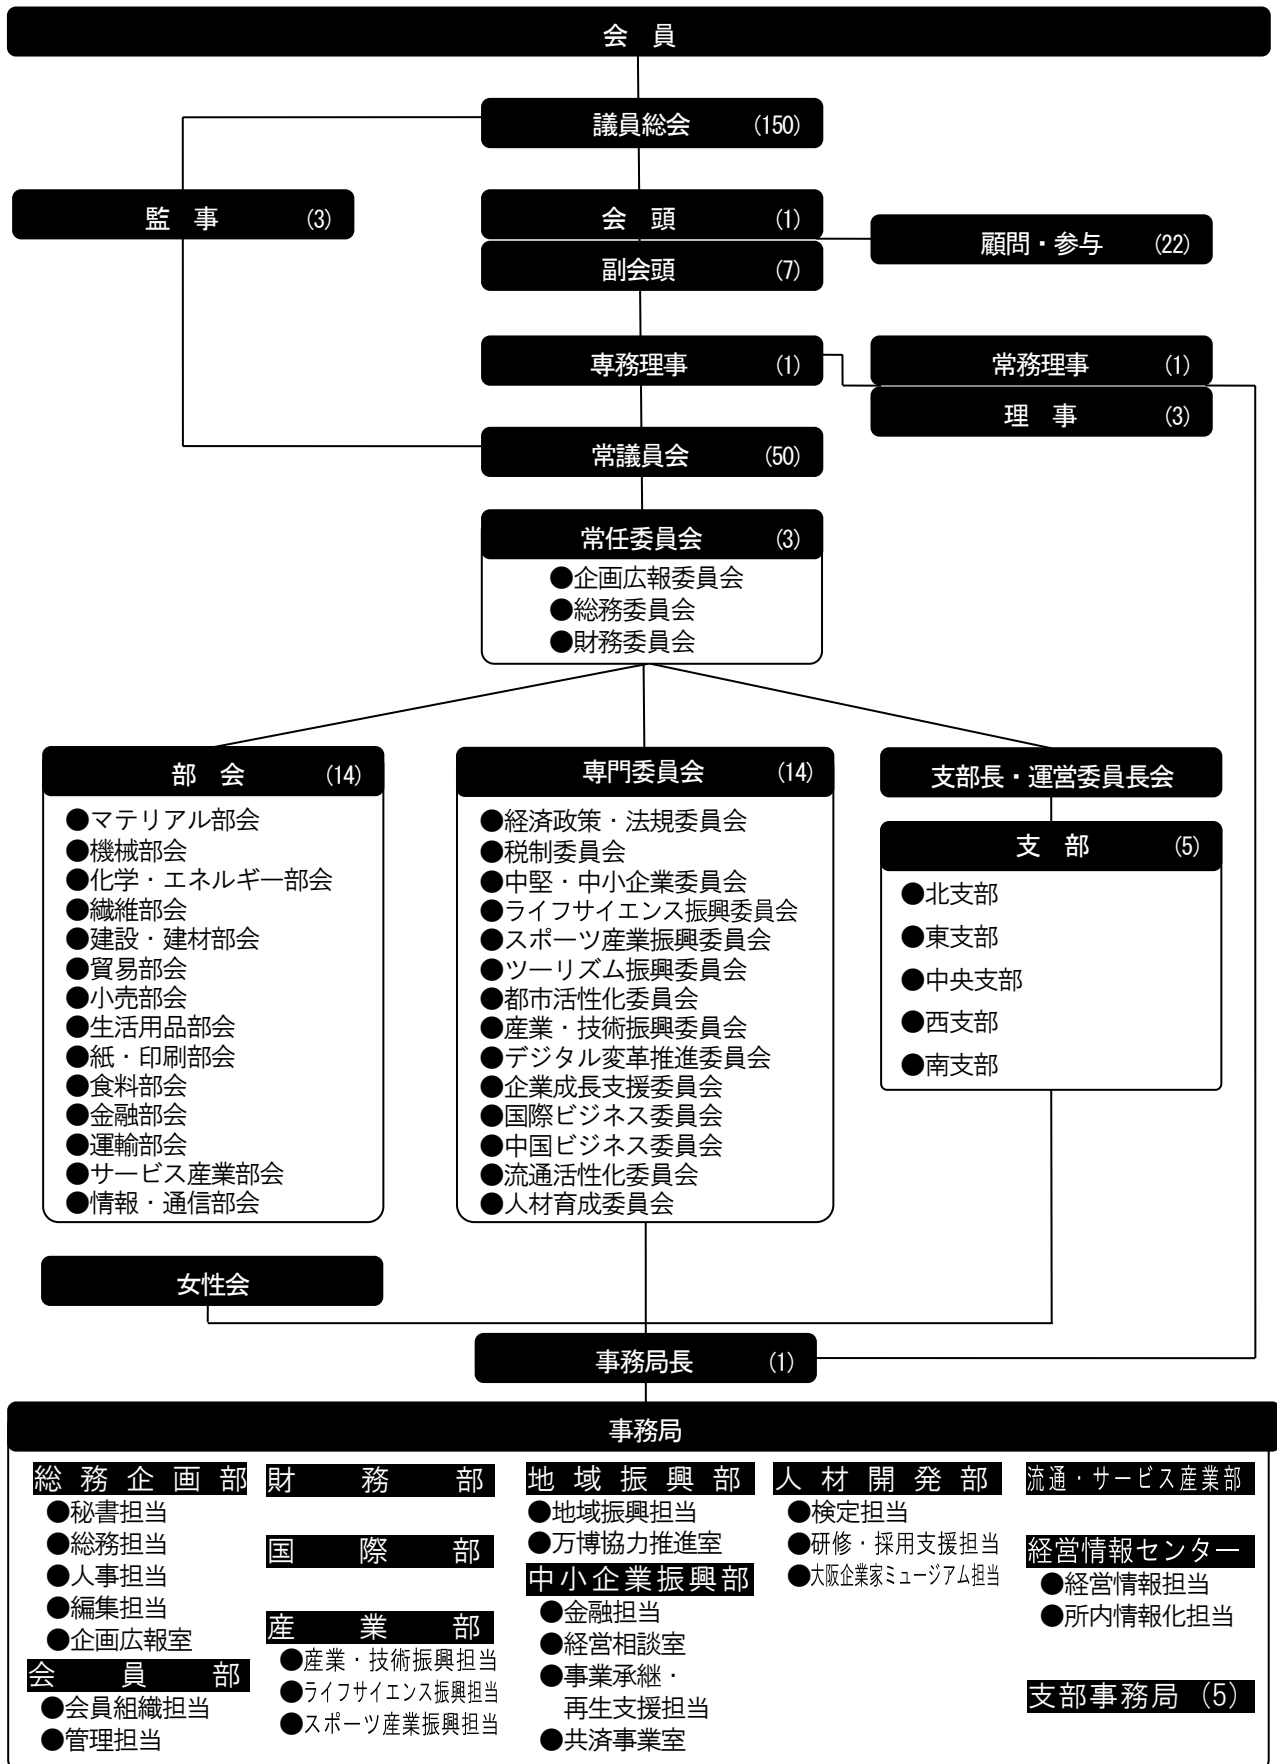 会　員
議員総会 (150)
監　事 (3)
会　頭 (1)
副会頭 (7)
顧問・参与 (22)
専務理事 (1)
常務理事 (1)
理　事 (3)
常議員会 (50)
常任委員会 (3)
●企画広報委員会
●総務委員会
●財務委員会
部　会 (14)
●マテリアル部会
●機械部会
●化学・エネルギー部会
●繊維部会
●建設・建材部会
●貿易部会
●小売部会
●生活用品部会
●紙・印刷部会
●食料部会
●金融部会
●運輸部会
●サービス産業部会
●情報・通信部会
専門委員会 (14)
●経済政策・法規委員会
●税制委員会
●中堅・中小企業委員会
●ライフサイエンス振興委員会
●スポーツ産業振興委員会
●ツーリズム振興委員会
●都市活性化委員会
●産業・技術振興委員会
●デジタル変革推進委員会
●企業成長支援委員会
●国際ビジネス委員会
●中国ビジネス委員会
●流通活性化委員会
●人材育成委員会
支部長・運営委員長会
支　部 (5)
●北支部
●東支部
●中央支部
●西支部
●南支部
女性会
事務局長 (1)
事務局
総務企画部
●秘書担当
●総務担当
●人事担当
●編集担当
●企画広報室
会員部
●会員組織担当
●管理担当
財務部
国際部
産業部
●産業・技術振興担当
●ライフサイエンス振興担当
●スポーツ産業振興担当
地域振興部
●地域振興担当
●万博協力推進室
中小企業振興部
●金融担当
●経営相談室
●事業承継・
再生支援担当
●共済事業室
人材開発部
●検定担当
●研修・採用支援担当
●大阪企業家ミュージアム担当
流通・サービス産業部
経営情報センター
●経営情報担当
●所内情報化担当
支部事務局（5）